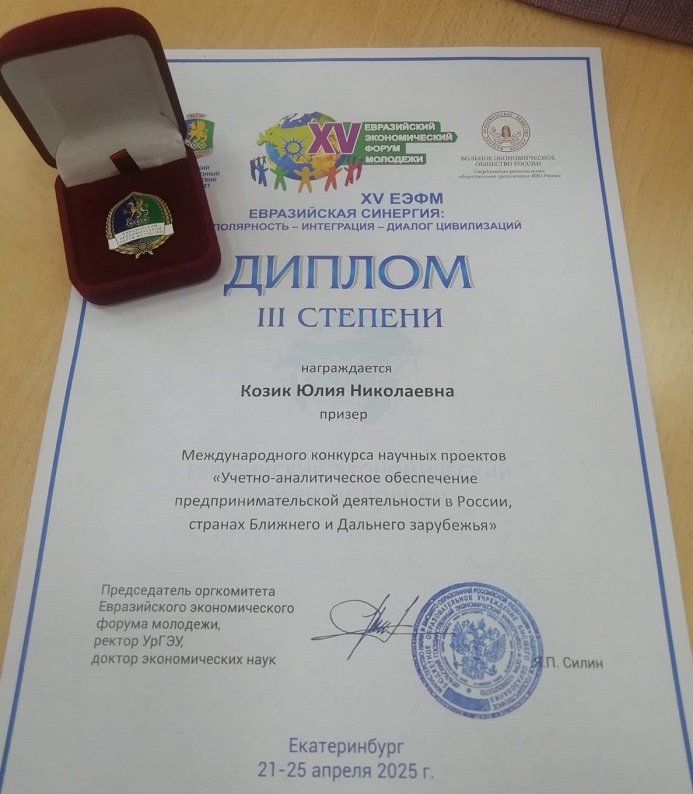 XV
ЕВРАЗИЙСКИЙ
ЭКОНОМИЧЕСКИЙ
ФОРУМ
МОЛОДЕЖИ
ВОЛЬНОЕ ЭКОНОМИЧЕСКОЕ
ОБЩЕСТВО РОССИИ
XV ЕЭФМ
ЕВРАЗИЙСКАЯ СИНЕРГИЯ:
ПОЛЯРНОСТЬ – ИНТЕГРАЦИЯ – ДИАЛОГ ЦИВИЛИЗАЦИЙ
ДИПЛОМ
III СТЕПЕНИ
награждается
Козик Юлия Николаевна
призер
Международного конкурса научных проектов
«Учетно-аналитическое обеспечение
предпринимательской деятельности в России,
странах Ближнего и Дальнего зарубежья»
Председатель оргкомитета
Евразийского экономического
форума молодежи,
ректор УрГЭУ,
доктор экономических наук
Я.П. Силин
Екатеринбург
21-25 апреля 2025 г.